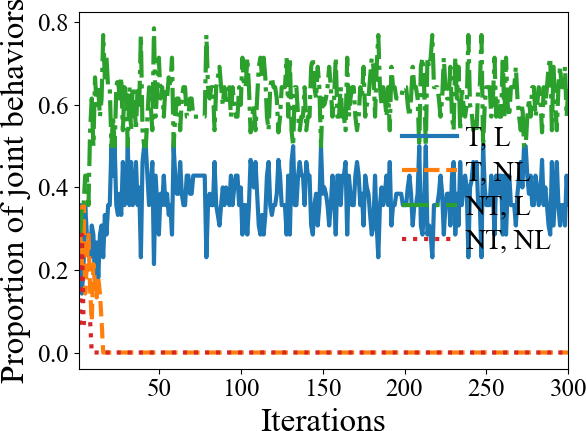 Proportion of joint behaviors
0.8
0.6
0.4
0.2
0.0
T, L
T, NL
NT, L
NT, NL
50
100
150
200
250
300
Iterations